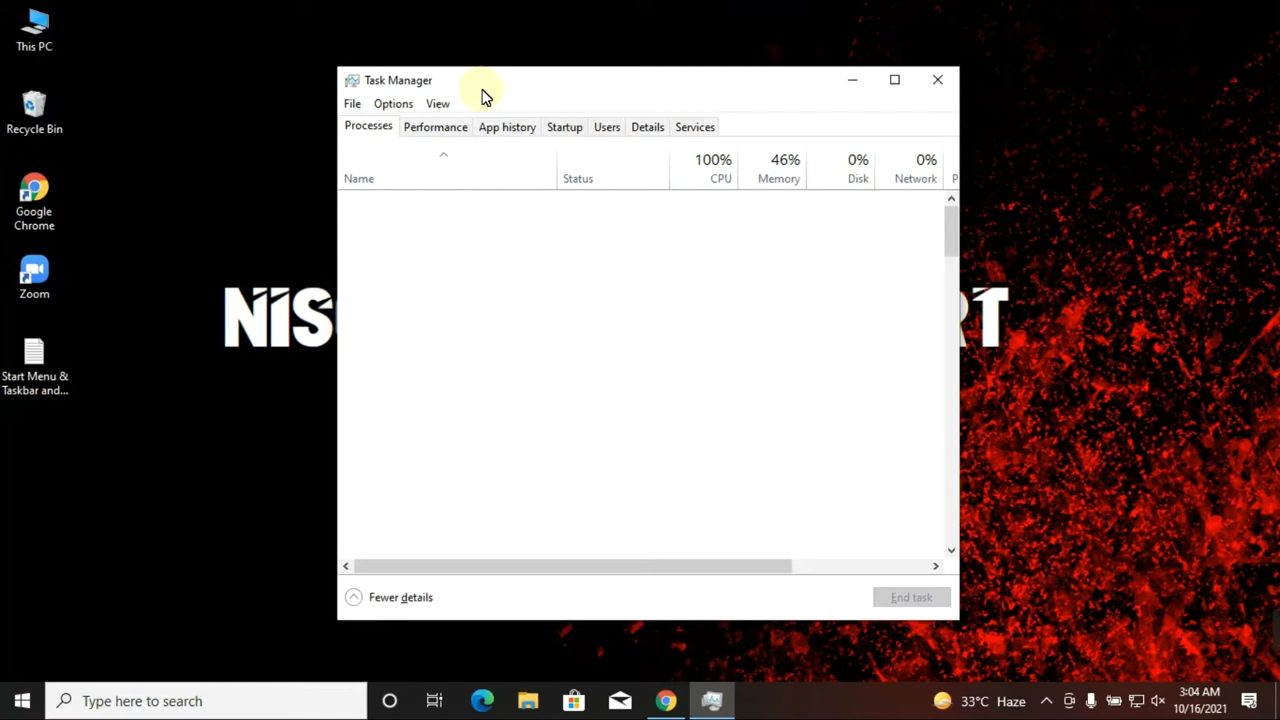 This PC
Recycle Bin
Google
Chrome
Zoom
Start Menu &
Taskbar and...
Task Manager
File Options View
Processes Performance App history Startup Users Details Services
100% 46% 0% 0%
Name Status CPU Memory Disk Network P
Fewer details End task
NIS
RT
Type here to search
33°C Haze
3:04 AM
10/16/2021